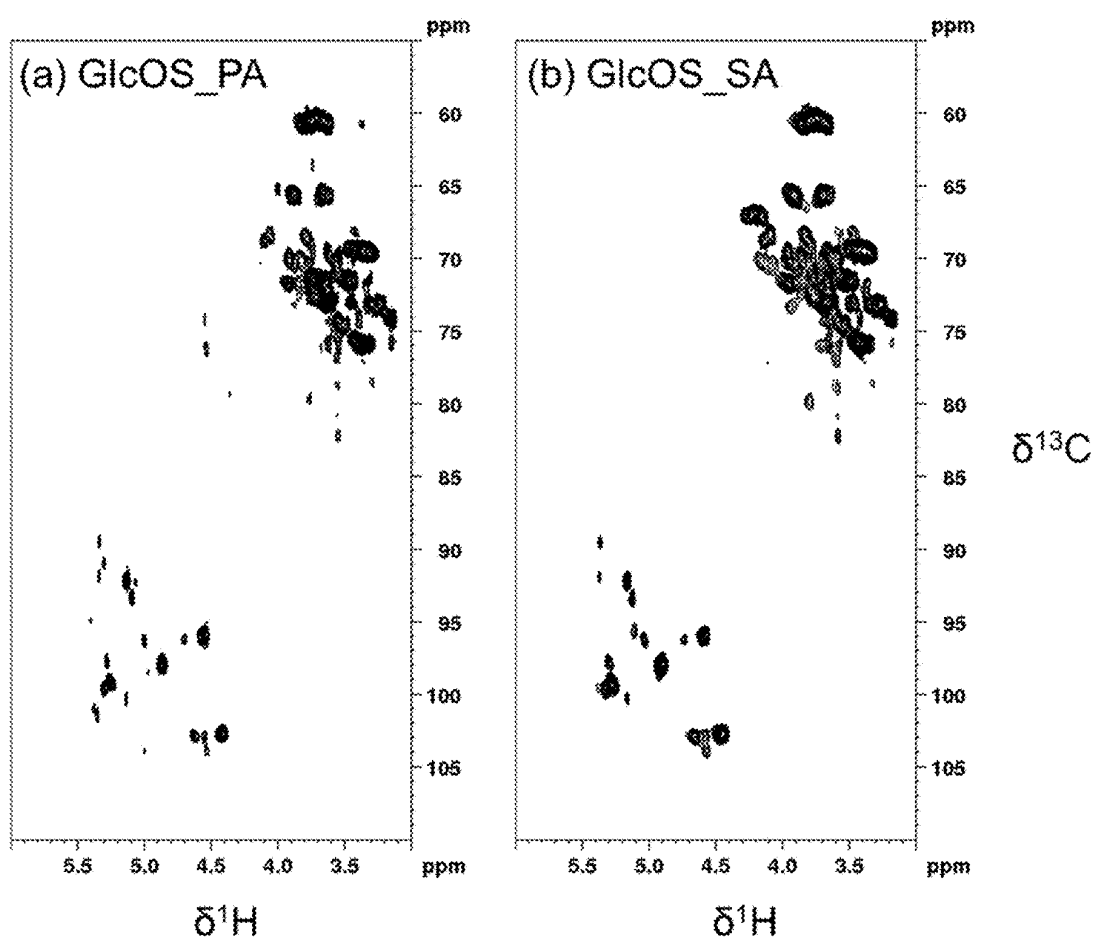 ppm ppm
(a) GlcOS_PA (b) GlcOS_SA
60 60
65 65
70 70
75 75
80 80
δ¹³C
85 85
90 90
95 95
100 100
105 105
5.5 5.0 4.5 4.0 3.5 ppm 5.5 5.0 4.5 4.0 3.5 ppm
δ¹H δ¹H